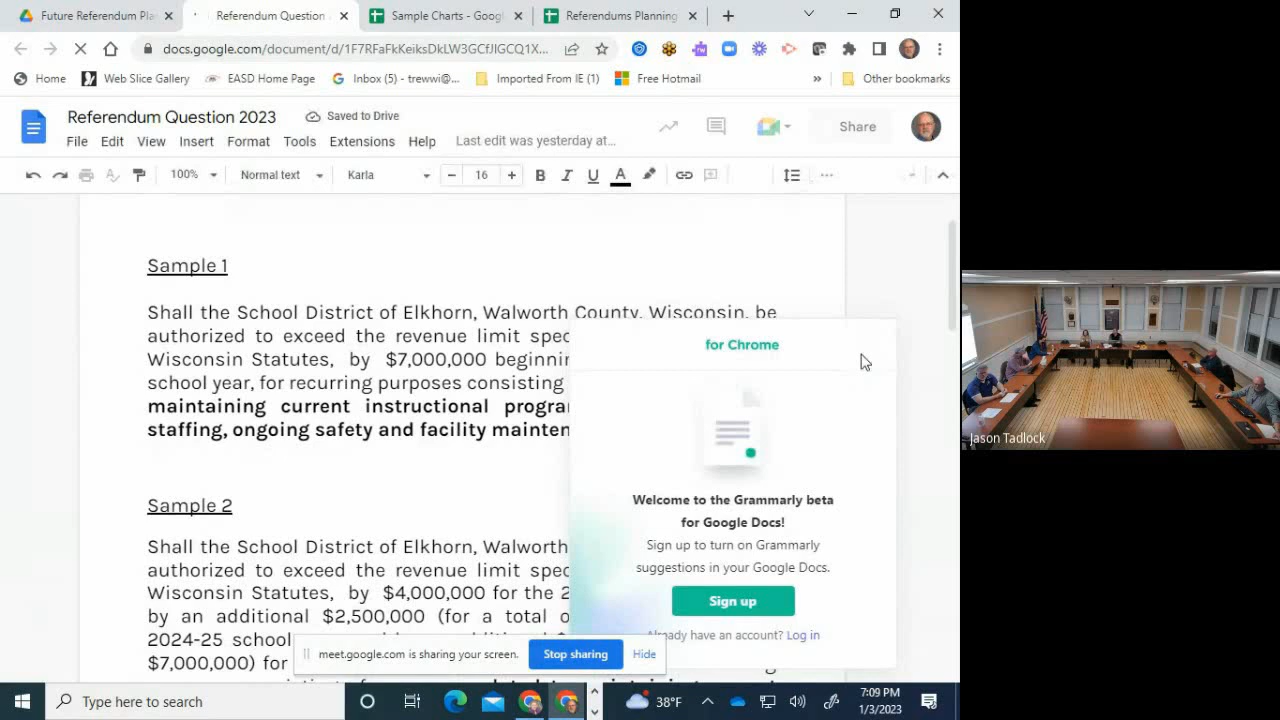 Future Referendums Plan
Referendum Question
Sample Charts - Goog
Referendums Planning
docs.google.com/document/d/1F7RFaFkKeiksDkLW3GCfJIGCQ1X...
Home
Web Slice Gallery
EASD Home Page
Inbox (5) - trewwi@...
Imported From IE (1)
Free Hotmail
»
Other bookmarks
Referendum Question 2023
Saved to Drive
Share
File Edit View Insert Format Tools Extensions Help
Last edit was yesterday at...
100%
Normal text
Karla
16
B I U A
Sample 1
Shall the School District of Elkhorn, Walworth County, Wisconsin, be
authorized to exceed the revenue limit spec
Wisconsin Statutes, by $7,000,000 beginnin
school year, for recurring purposes consisting
maintaining current instructional program
staffing, ongoing safety and facility mainten
Sample 2
Shall the School District of Elkhorn, Walworth
authorized to exceed the revenue limit spec
Wisconsin Statutes, by $4,000,000 for the 2
by an additional $2,500,000 (for a total o
2024-25 school
$7,000,000) for
for Chrome
Welcome to the Grammarly beta
for Google Docs!
Sign up to turn on Grammarly
suggestions in your Google Docs.
Sign up
Already have an account? Log in
meet.google.com is sharing your screen.
Stop sharing
Hide
Jason Tadlock
Type here to search
38°F
7:09 PM
1/3/2023